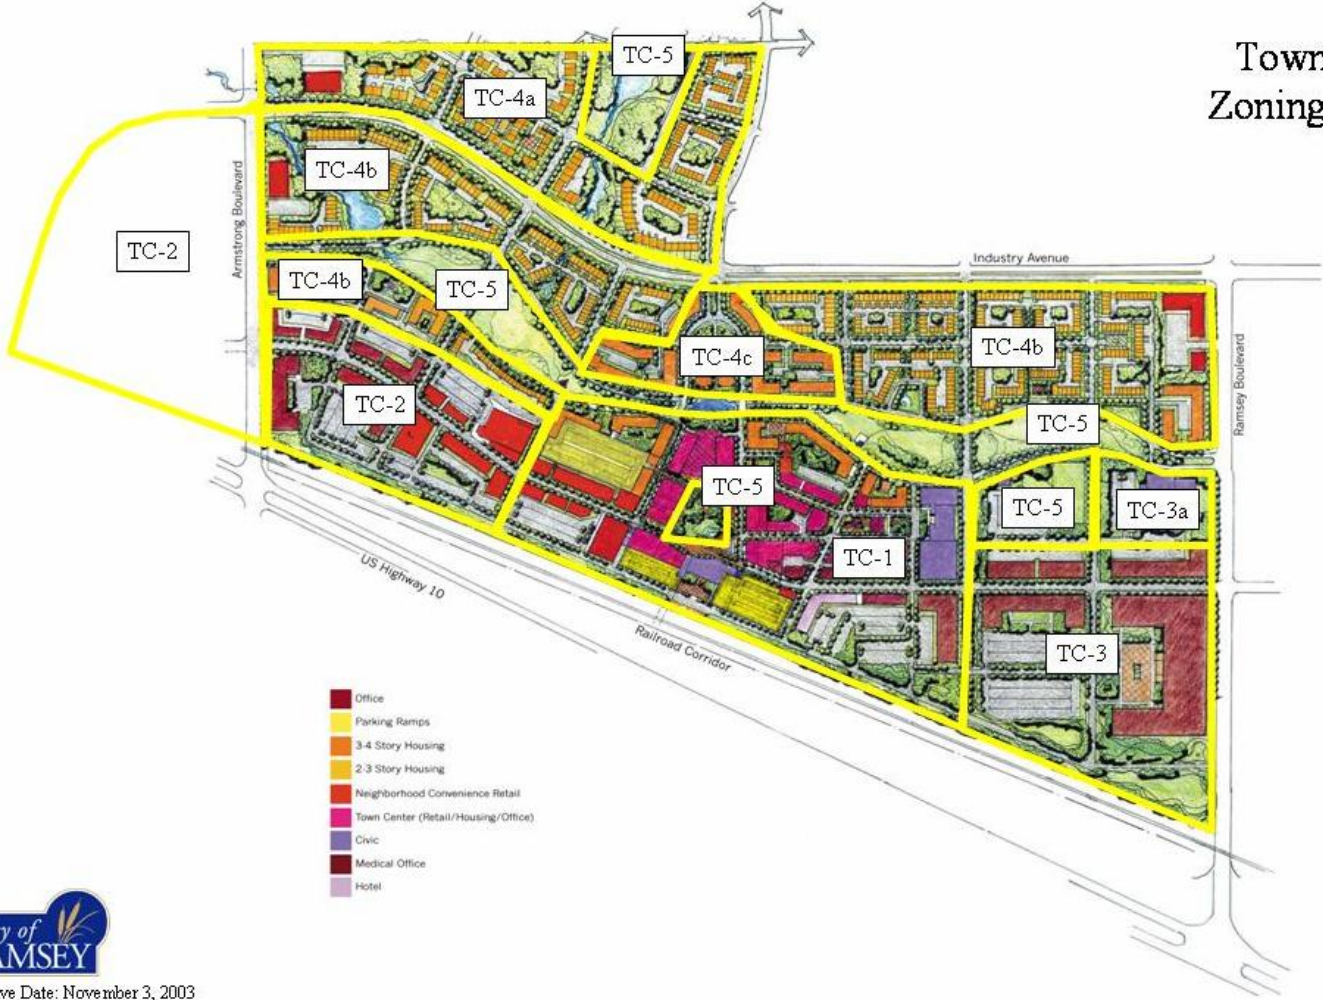 Town
Zoning
TC-5
TC-4a
TC-4b
Armstrong Boulevard
TC-2
Industry Avenue
TC-4b
TC-5
TC-4c
TC-4b
Ramsey Boulevard
TC-2
TC-5
TC-5
TC-5
TC-3a
TC-1
US Highway 10
Railroad Corridor
TC-3
Office
Parking Ramps
3-4 Story Housing
2-3 Story Housing
Neighborhood Convenience Retail
Town Center (Retail/Housing/Office)
Civic
Medical Office
Hotel
y of
AMSEY
ve Date: November 3, 2003